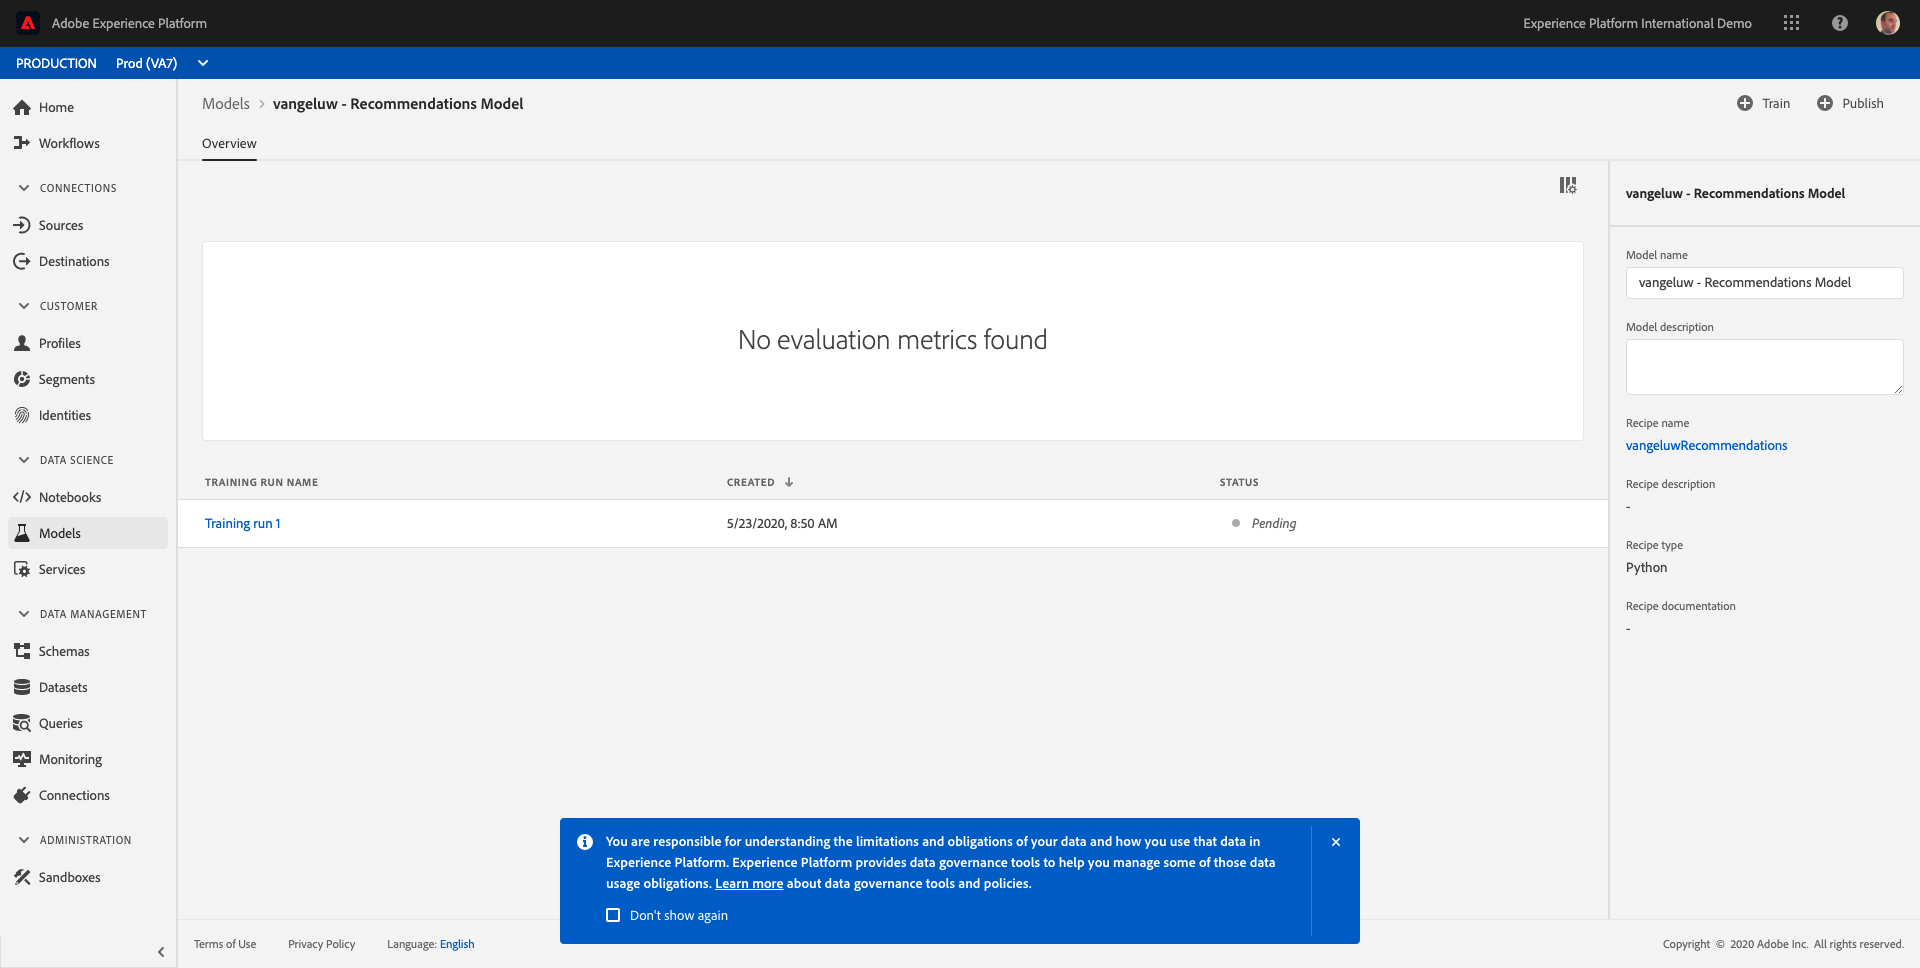 Adobe Experience Platform
Experience Platform International Demo
PRODUCTION Prod (VA7)
Home
Workflows
CONNECTIONS
Sources
Destinations
CUSTOMER
Profiles
Segments
Identities
DATA SCIENCE
Notebooks
Models
Services
DATA MANAGEMENT
Schemas
Datasets
Queries
Monitoring
Connections
ADMINISTRATION
Sandboxes
Models > vangeluw - Recommendations Model
Train Publish
Overview
No evaluation metrics found
TRAINING RUN NAME CREATED STATUS
Training run 1 5/23/2020, 8:50 AM Pending
vangeluw - Recommendations Model
Model name
vangeluw - Recommendations Model
Model description
Recipe name
vangeluwRecommendations
Recipe description
-
Recipe type
Python
Recipe documentation
-
You are responsible for understanding the limitations and obligations of your data and how you use that data in
Experience Platform. Experience Platform provides data governance tools to help you manage some of those data
usage obligations. Learn more about data governance tools and policies.
Don't show again
Terms of Use Privacy Policy Language: English
Copyright © 2020 Adobe Inc. All rights reserved.